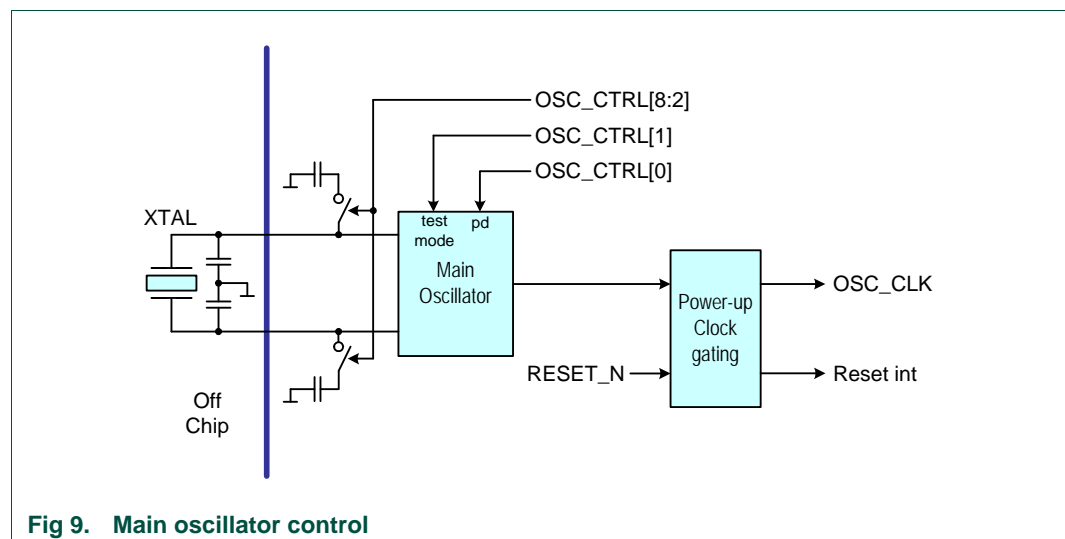 OSC_CTRL[8:2]
OSC_CTRL[1]
OSC_CTRL[0]
XTAL
test
mode
pd
Main
Oscillator
Power-up
Clock
gating
OSC_CLK
RESET_N
Reset int
Off
Chip
Fig 9. Main oscillator control